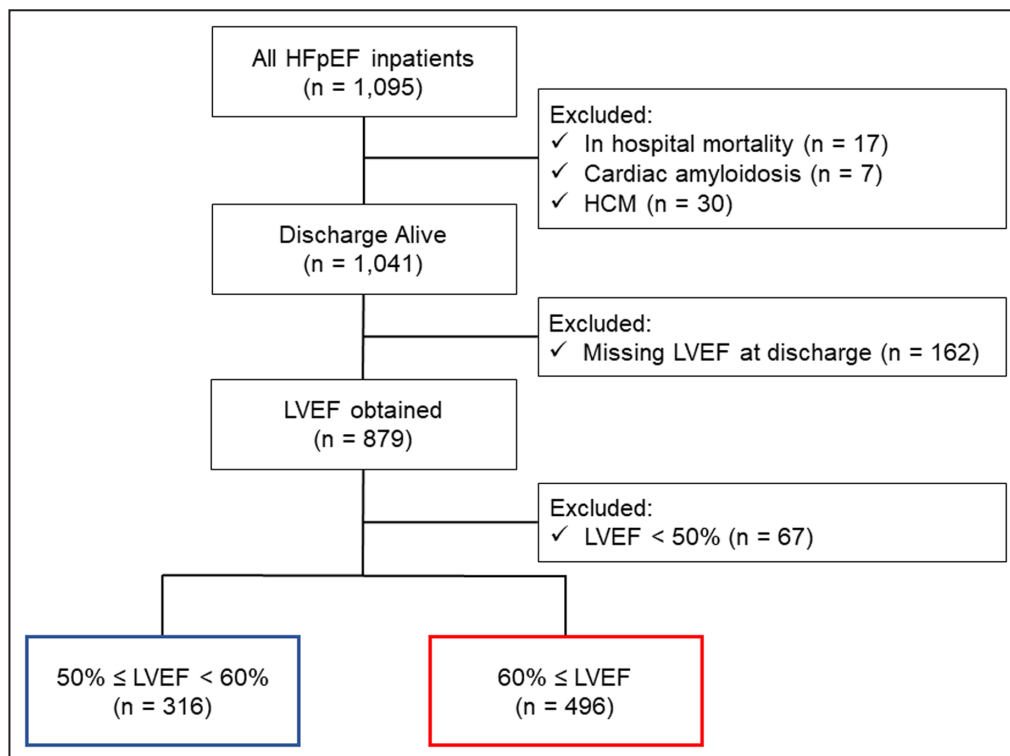 All HFpEF inpatients
(n = 1,095)
Excluded:
✓ In hospital mortality (n = 17)
✓ Cardiac amyloidosis (n = 7)
✓ HCM (n = 30)
Discharge Alive
(n = 1,041)
Excluded:
✓ Missing LVEF at discharge (n = 162)
LVEF obtained
(n = 879)
Excluded:
✓ LVEF < 50% (n = 67)
50% ≤ LVEF < 60%
(n = 316)
60% ≤ LVEF
(n = 496)